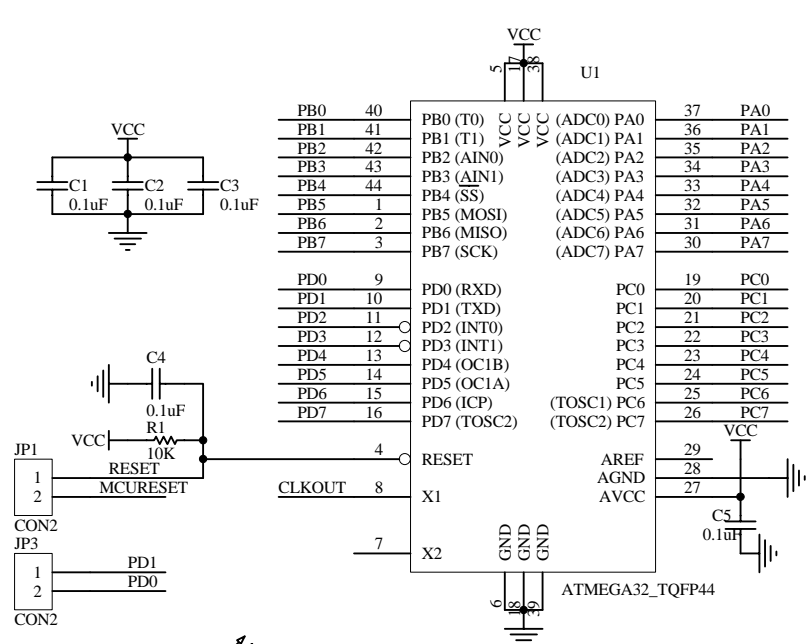 VCC
5 17 38
U1
PB0 40 PB0 (T0) VCC VCC VCC (ADC0) PA0 37 PA0
PB1 41 PB1 (T1) (ADC1) PA1 36 PA1
PB2 42 PB2 (AIN0) (ADC2) PA2 35 PA2
PB3 43 PB3 (AIN1) (ADC3) PA3 34 PA3
PB4 44 PB4 (SS) (ADC4) PA4 33 PA4
PB5 1 PB5 (MOSI) (ADC5) PA5 32 PA5
PB6 2 PB6 (MISO) (ADC6) PA6 31 PA6
PB7 3 PB7 (SCK) (ADC7) PA7 30 PA7
VCC
C1 C2 C3
0.1uF 0.1uF 0.1uF
PD0 9 PD0 (RXD) PC0 19 PC0
PD1 10 PD1 (TXD) PC1 20 PC1
PD2 11 PD2 (INT0) PC2 21 PC2
PD3 12 PD3 (INT1) PC3 22 PC3
PD4 13 PD4 (OC1B) PC4 23 PC4
PD5 14 PD5 (OC1A) PC5 24 PC5
PD6 15 PD6 (ICP) (TOSC1) PC6 25 PC6
PD7 16 PD7 (TOSC2) (TOSC2) PC7 26 PC7
C4
0.1uF
R1
VCC
10K
4 RESET AREF 29
AGND 28
CLKOUT 8 X1 AVCC 27
VCC
C5
0.1uF
7 X2 GND GND GND
6 18 39
ATMEGA32_TQFP44
JP1
1 RESET
2 MCURESET
CON2
JP3
1 PD1
2 PD0
CON2